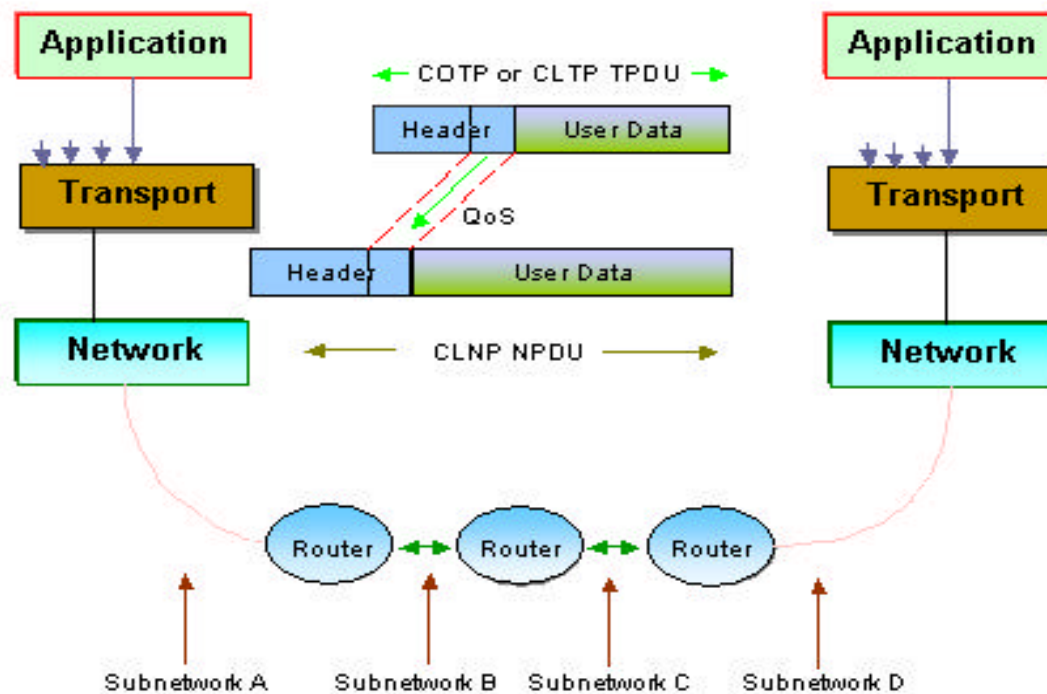 Application
Application
COTP or CLTP TPDU
Header
User Data
Transport
Transport
QoS
Header
User Data
Network
CLNP NPDU
Network
Router
Router
Router
Subnetwork A
Subnetwork B
Subnetwork C
Subnetwork D